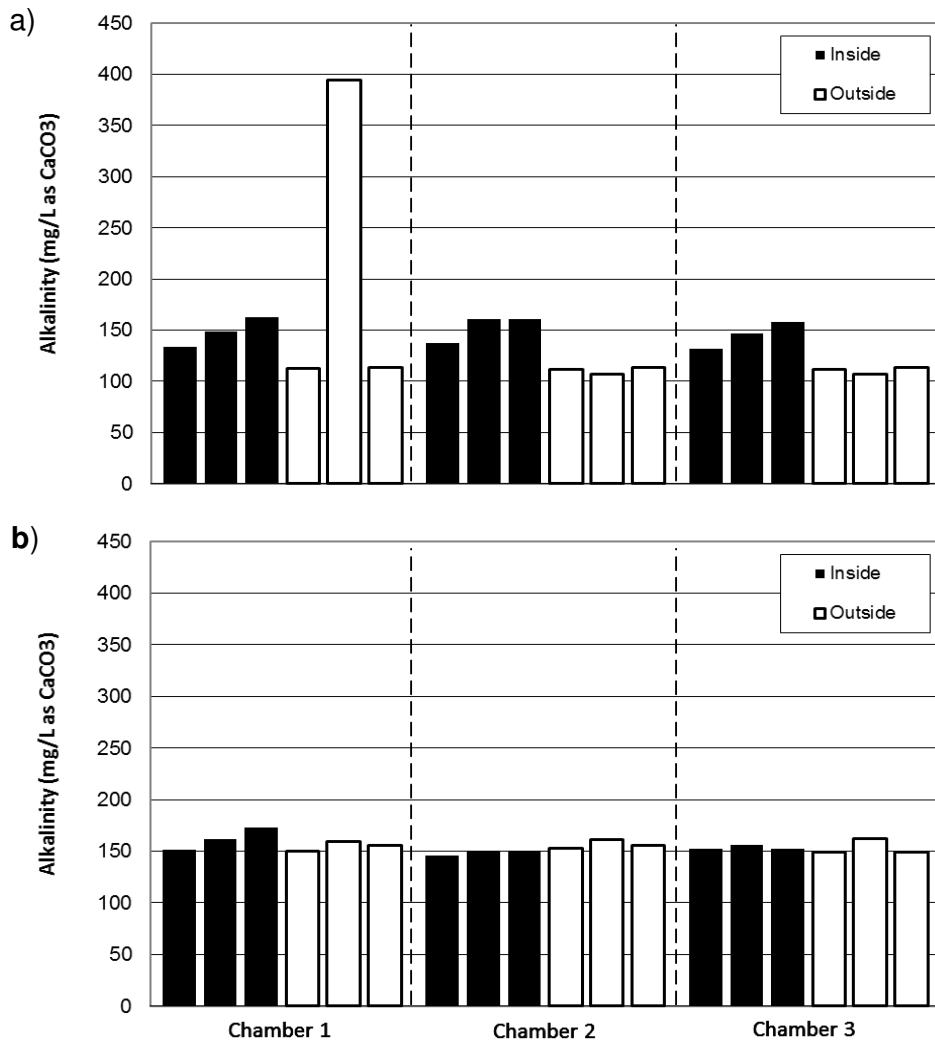 a)
Alkalinity (mg/L as CaCO3)
450
400
350
300
250
200
150
100
50
0
Inside
Outside
b)
Alkalinity (mg/L as CaCO3)
450
400
350
300
250
200
150
100
50
0
Inside
Outside
Chamber 1
Chamber 2
Chamber 3